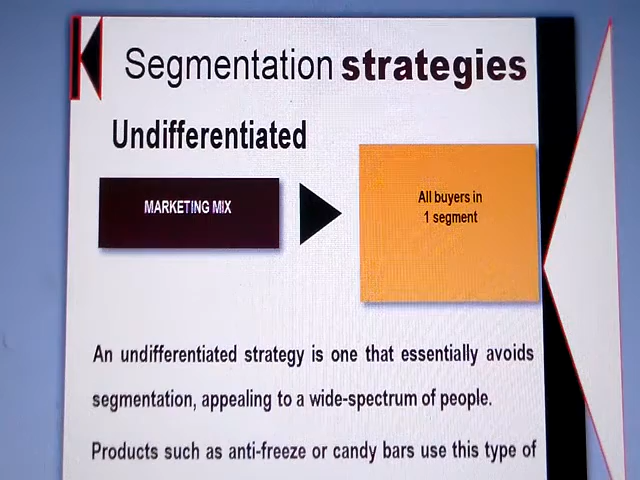 Segmentation strategies
Undifferentiated
MARKETING MIX
All buyers in
1 segment
An undifferentiated strategy is one that essentially avoids
segmentation, appealing to a wide-spectrum of people.
Products such as anti-freeze or candy bars use this type of